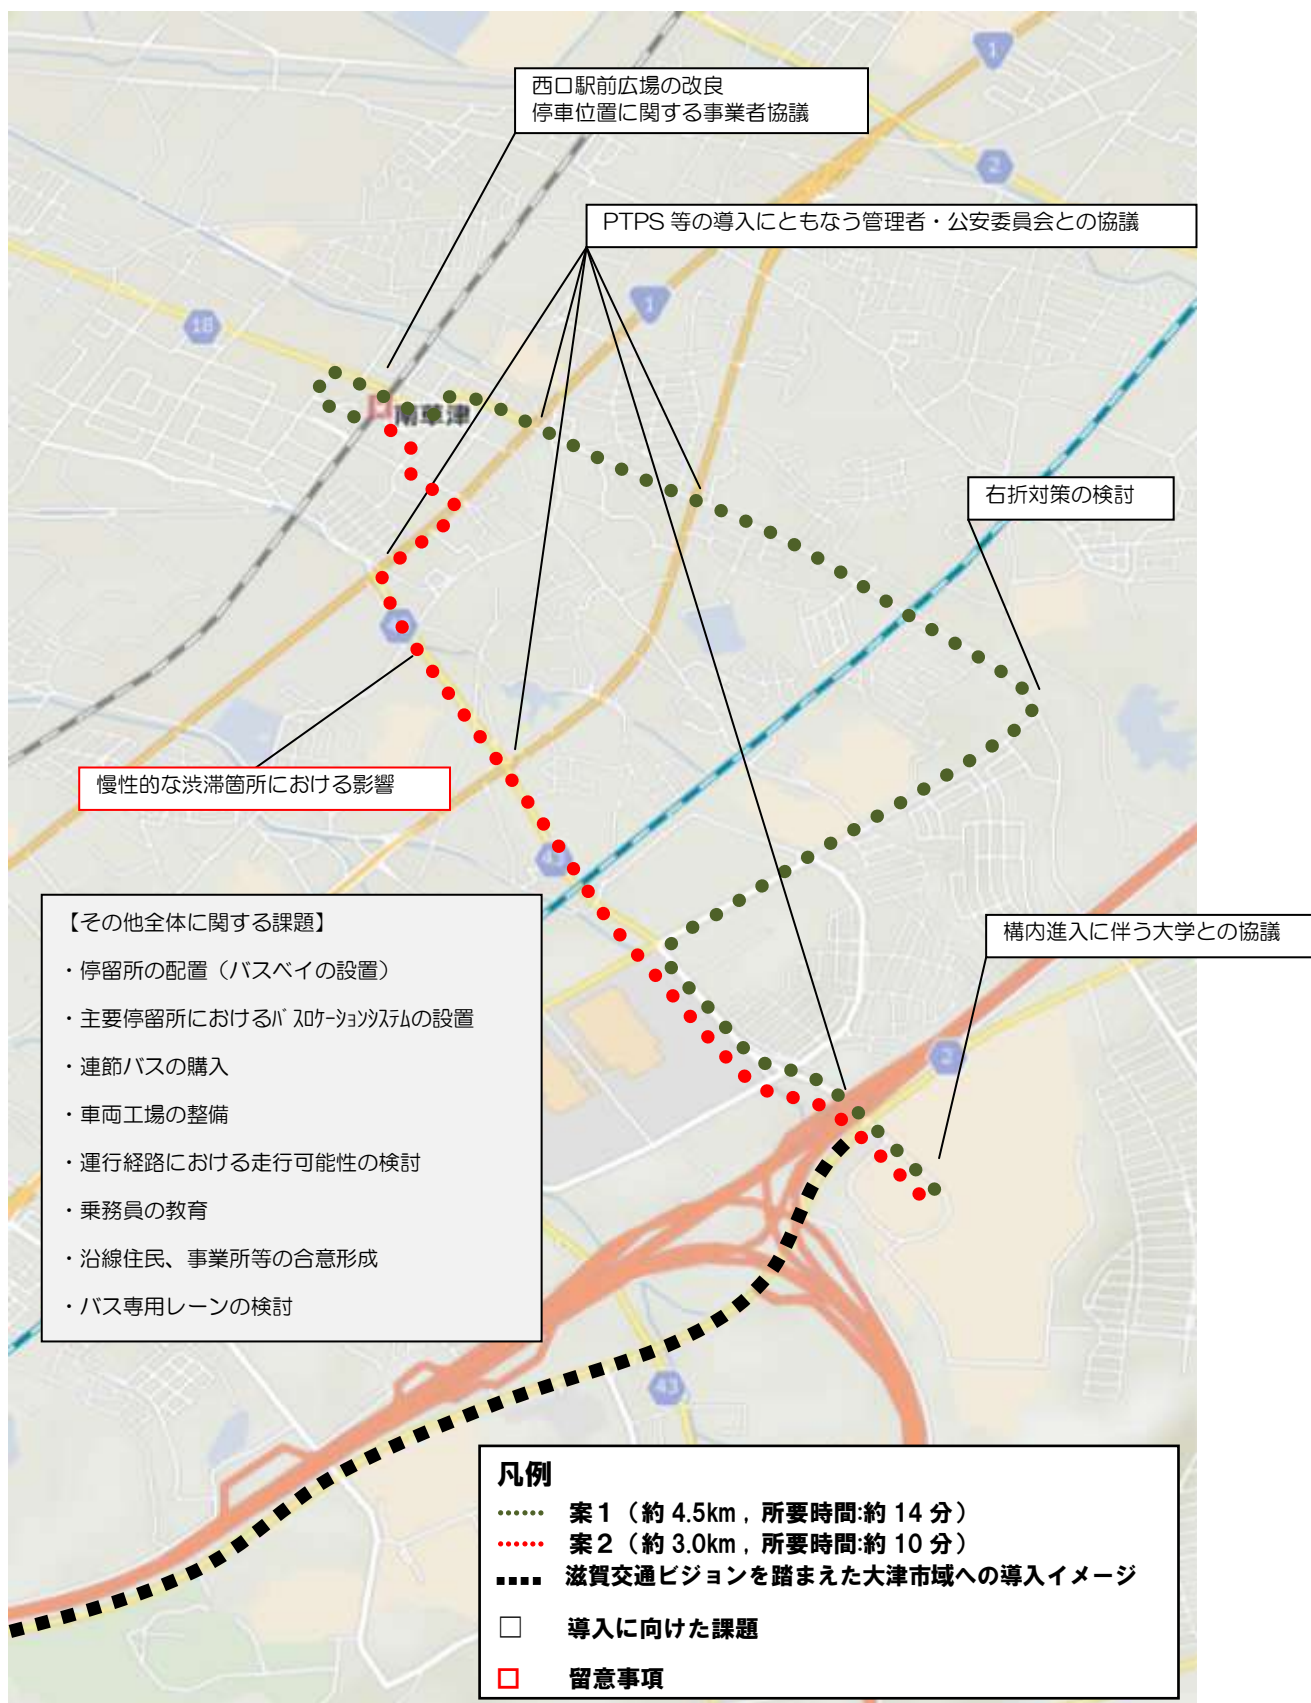 1
西口駅前広場の改良
停車位置に関する事業者協議
2
PTPS 等の導入にともなう管理者・公安委員会との協議
1
18
南草津
右折対策の検討
慢性的な渋滞箇所における影響
【その他全体に関する課題】
・停留所の配置（バスベイの設置）
・主要停留所におけるﾊﾞｽﾛｹｰｼｮﾝｼｽﾃﾑの設置
・連節バスの購入
・車両工場の整備
・運行経路における走行可能性の検討
・乗務員の教育
・沿線住民、事業所等の合意形成
・バス専用レーンの検討
構内進入に伴う大学との協議
2
43
凡例
案１（約 4.5km , 所要時間:約 14 分）
案２（約 3.0km , 所要時間:約 10 分）
滋賀交通ビジョンを踏まえた大津市域への導入イメージ
導入に向けた課題
留意事項